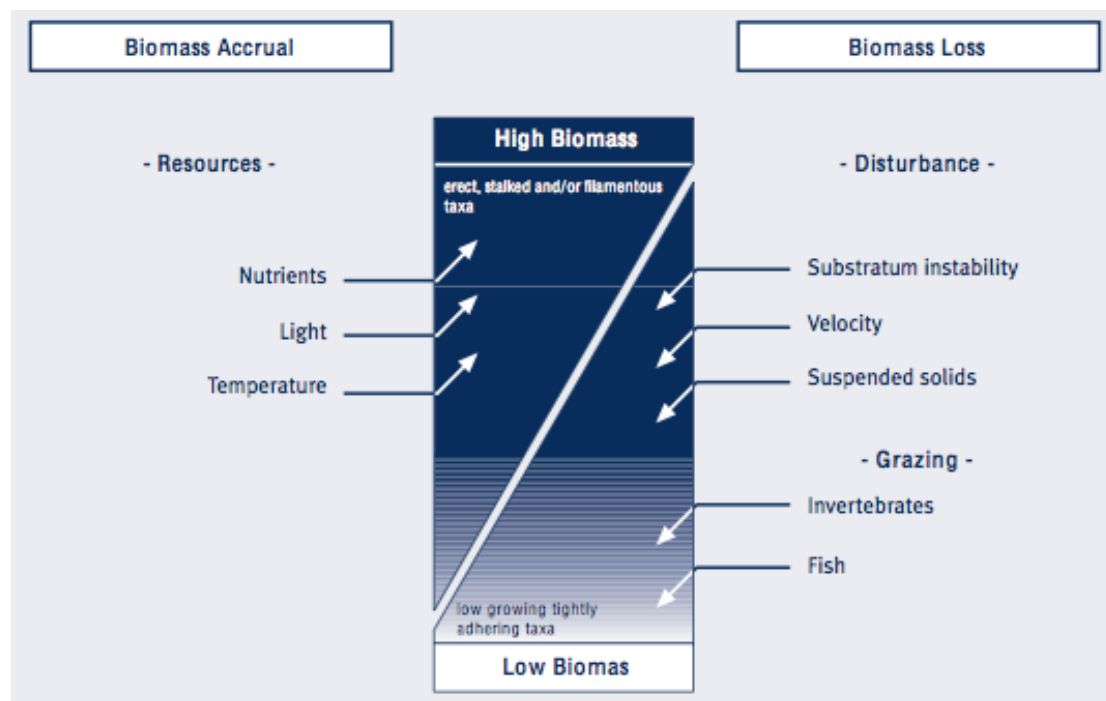 Biomass Accrual
Biomass Loss
High Biomass
- Resources -
- Disturbance -
erect, stalked and/or filamentous
taxa
Nutrients
Substratum instability
Light
Velocity
Temperature
Suspended solids
- Grazing -
Invertebrates
Fish
low growing tightly
adhering taxa
Low Biomas